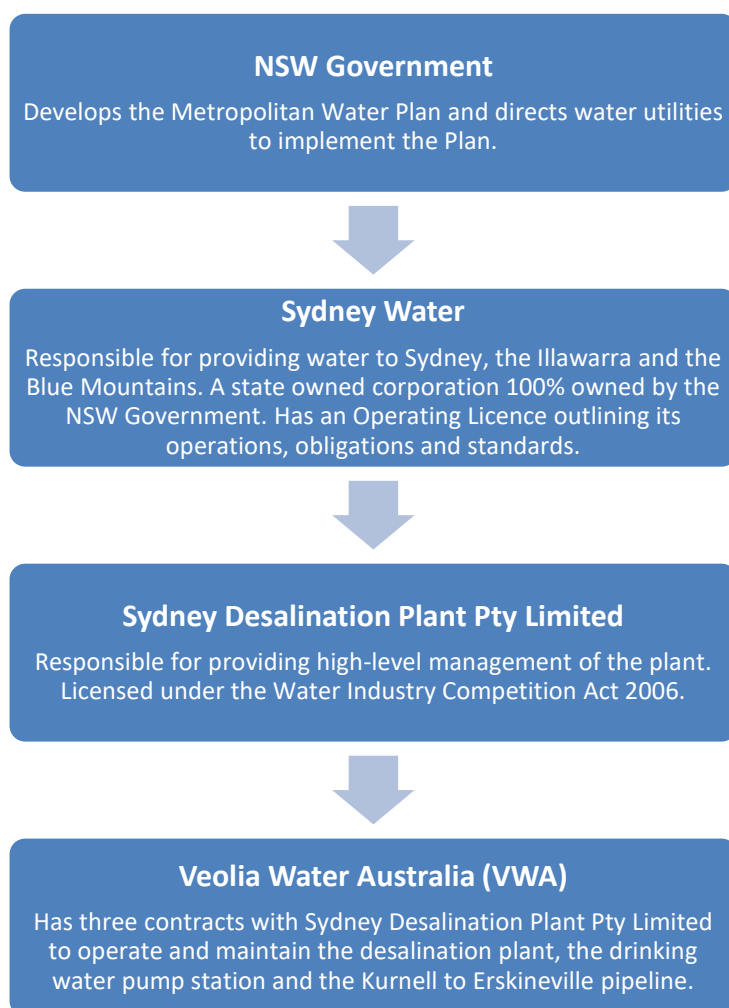 NSW Government
Develops the Metropolitan Water Plan and directs water utilities
to implement the Plan.
Sydney Water
Responsible for providing water to Sydney, the Illawarra and the
Blue Mountains. A state owned corporation 100% owned by the
NSW Government. Has an Operating Licence outlining its
operations, obligations and standards.
Sydney Desalination Plant Pty Limited
Responsible for providing high-level management of the plant.
Licensed under the Water Industry Competition Act 2006.
Veolia Water Australia (VWA)
Has three contracts with Sydney Desalination Plant Pty Limited
to operate and maintain the desalination plant, the drinking
water pump station and the Kurnell to Erskineville pipeline.